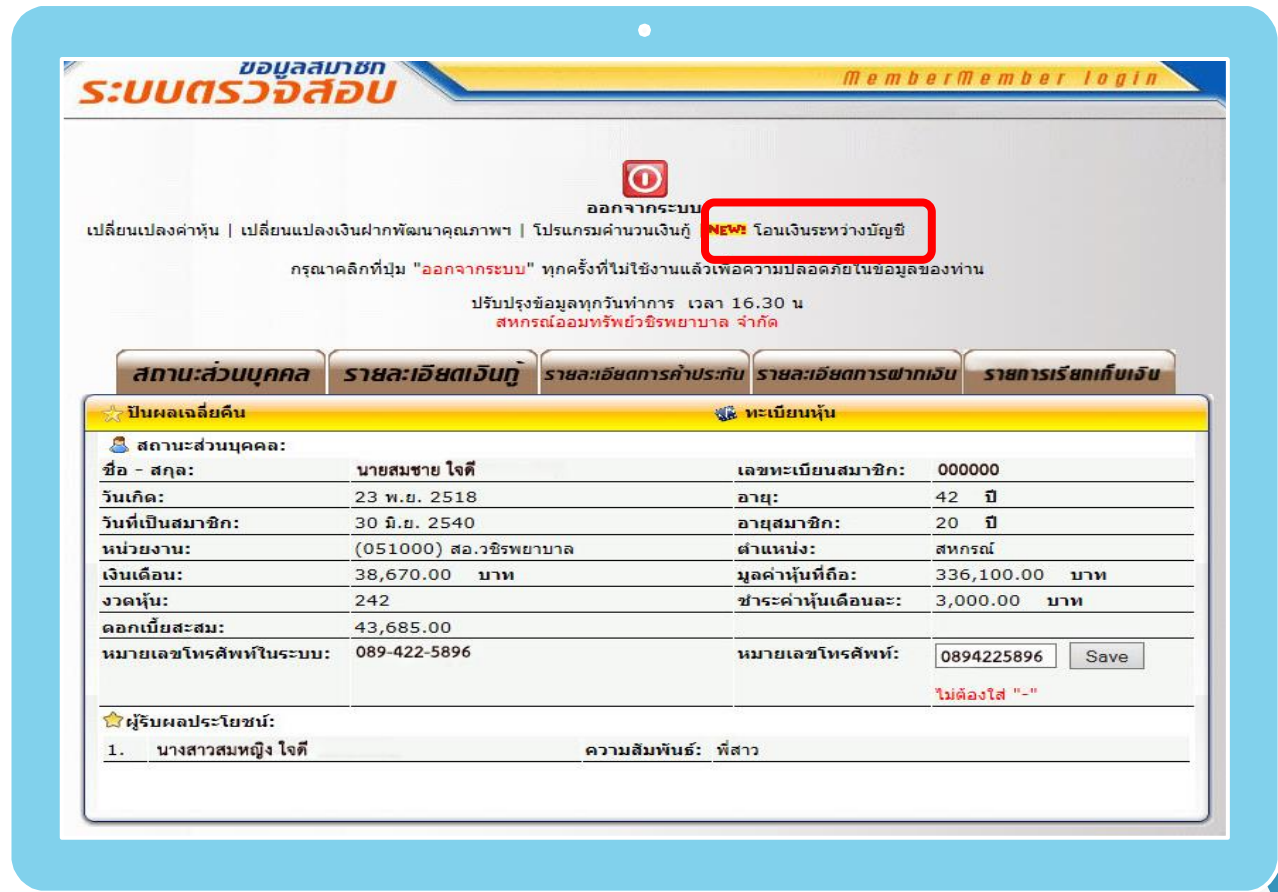 ข้อมูลสมาชิก
ระบบตรวจสอบ
MemberMember login
ออกจากระบบ
เปลี่ยนเปลงค่าหุ้น | เปลี่ยนแปลงเงินฝากพัฒนาคุณภาพฯ | โปรแกรมคำนวนเงินกู้ NEW! โอนเงินระหว่างบัญชี
กรุณาคลิกที่ปุ่ม "ออกจากระบบ" ทุกครั้งที่ไม่ใช้งานแล้วเพื่อความปลอดภัยในข้อมูลของท่าน
ปรับปรุงข้อมูลทุกวันทำการ เวลา 16.30 น
สหกรณ์ออมทรัพย์วชิรพยาบาล จำกัด
สถานะส่วนบุคคล รายละเอียดเงินกู้ รายละเอียดการค้ำประกัน รายละเอียดการฝากเงิน รายการเรียกเก็บเงิน
ปันผลเฉลี่ยคืน ทะเบียนหุ้น
สถานะส่วนบุคคล:
ชื่อ - สกุล: นายสมชาย ใจดี เลขทะเบียนสมาชิก: 000000
วันเกิด: 23 พ.ย. 2518 อายุ: 42 ปี
วันที่เป็นสมาชิก: 30 มิ.ย. 2540 อายุสมาชิก: 20 ปี
หน่วยงาน: (051000) สอ.วชิรพยาบาล ตำแหน่ง: สหกรณ์
เงินเดือน: 38,670.00 บาท มูลค่าหุ้นที่ถือ: 336,100.00 บาท
งวดหุ้น: 242 ชำระค่าหุ้นเดือนละ: 3,000.00 บาท
ดอกเบี้ยสะสม: 43,685.00
หมายเลขโทรศัพท์ในระบบ: 089-422-5896 หมายเลขโทรศัพท์: 0894225896 Save
ไม่ต้องใส่ "-"
ผู้รับผลประโยชน์:
1. นางสาวสมหญิง ใจดี ความสัมพันธ์: พี่สาว